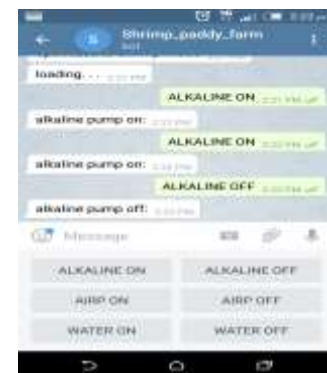 Shrimp_paddy_farm
bot
loading. . .
ALKALINE ON
alkaline pump on:
ALKALINE ON
alkaline pump on:
ALKALINE OFF
alkaline pump off:
Message
ALKALINE ON
ALKALINE OFF
AIRP ON
AIRP OFF
WATER ON
WATER OFF